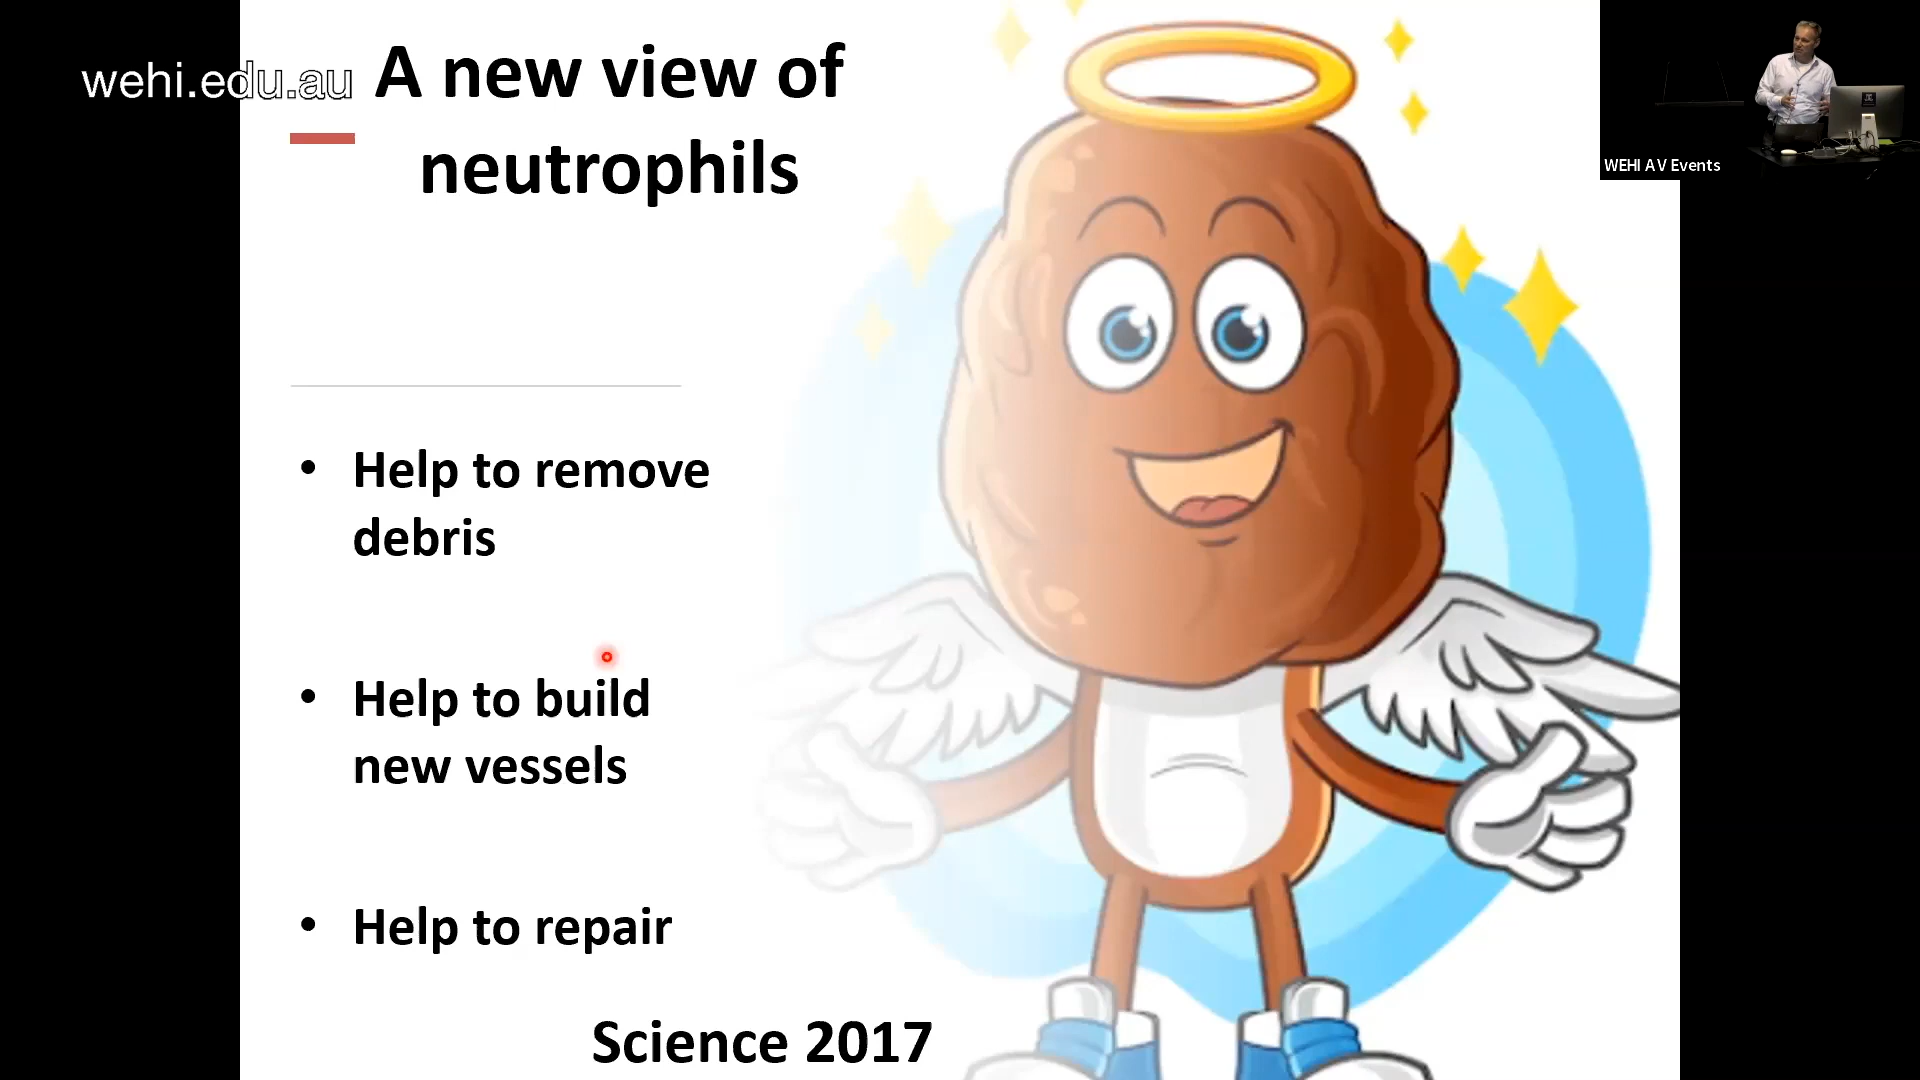 wehi.edu.au
A new view of
neutrophils
WEHI AV Events
• Help to remove
debris
• Help to build
new vessels
• Help to repair
Science 2017